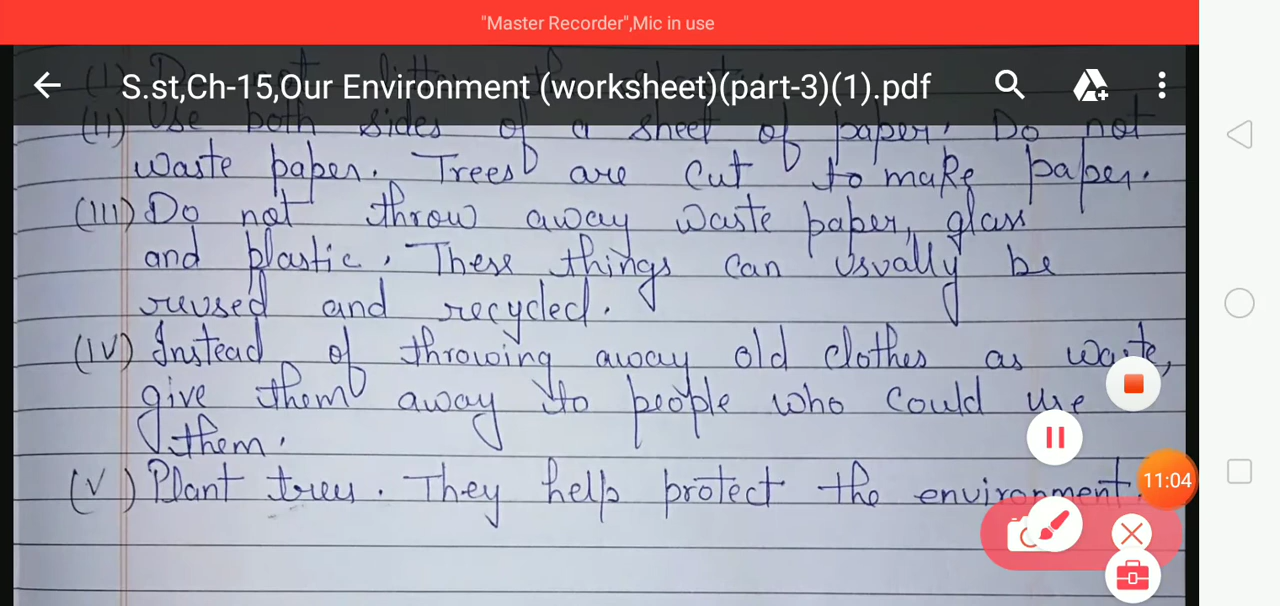 "Master Recorder",Mic in use
S.st,Ch-15,Our Environment (worksheet)(part-3)(1).pdf
(II) Use both sides of a sheet of paper. Do not
waste paper. Trees are cut to make paper.
(III) Do not throw away waste paper, glass
and plastic. These things can usually be
reused and recycled.
(IV) Instead of throwing away old clothes as waste,
give them away to people who could use
them.
(V) Plant trees. They help protect the environment.
11:04